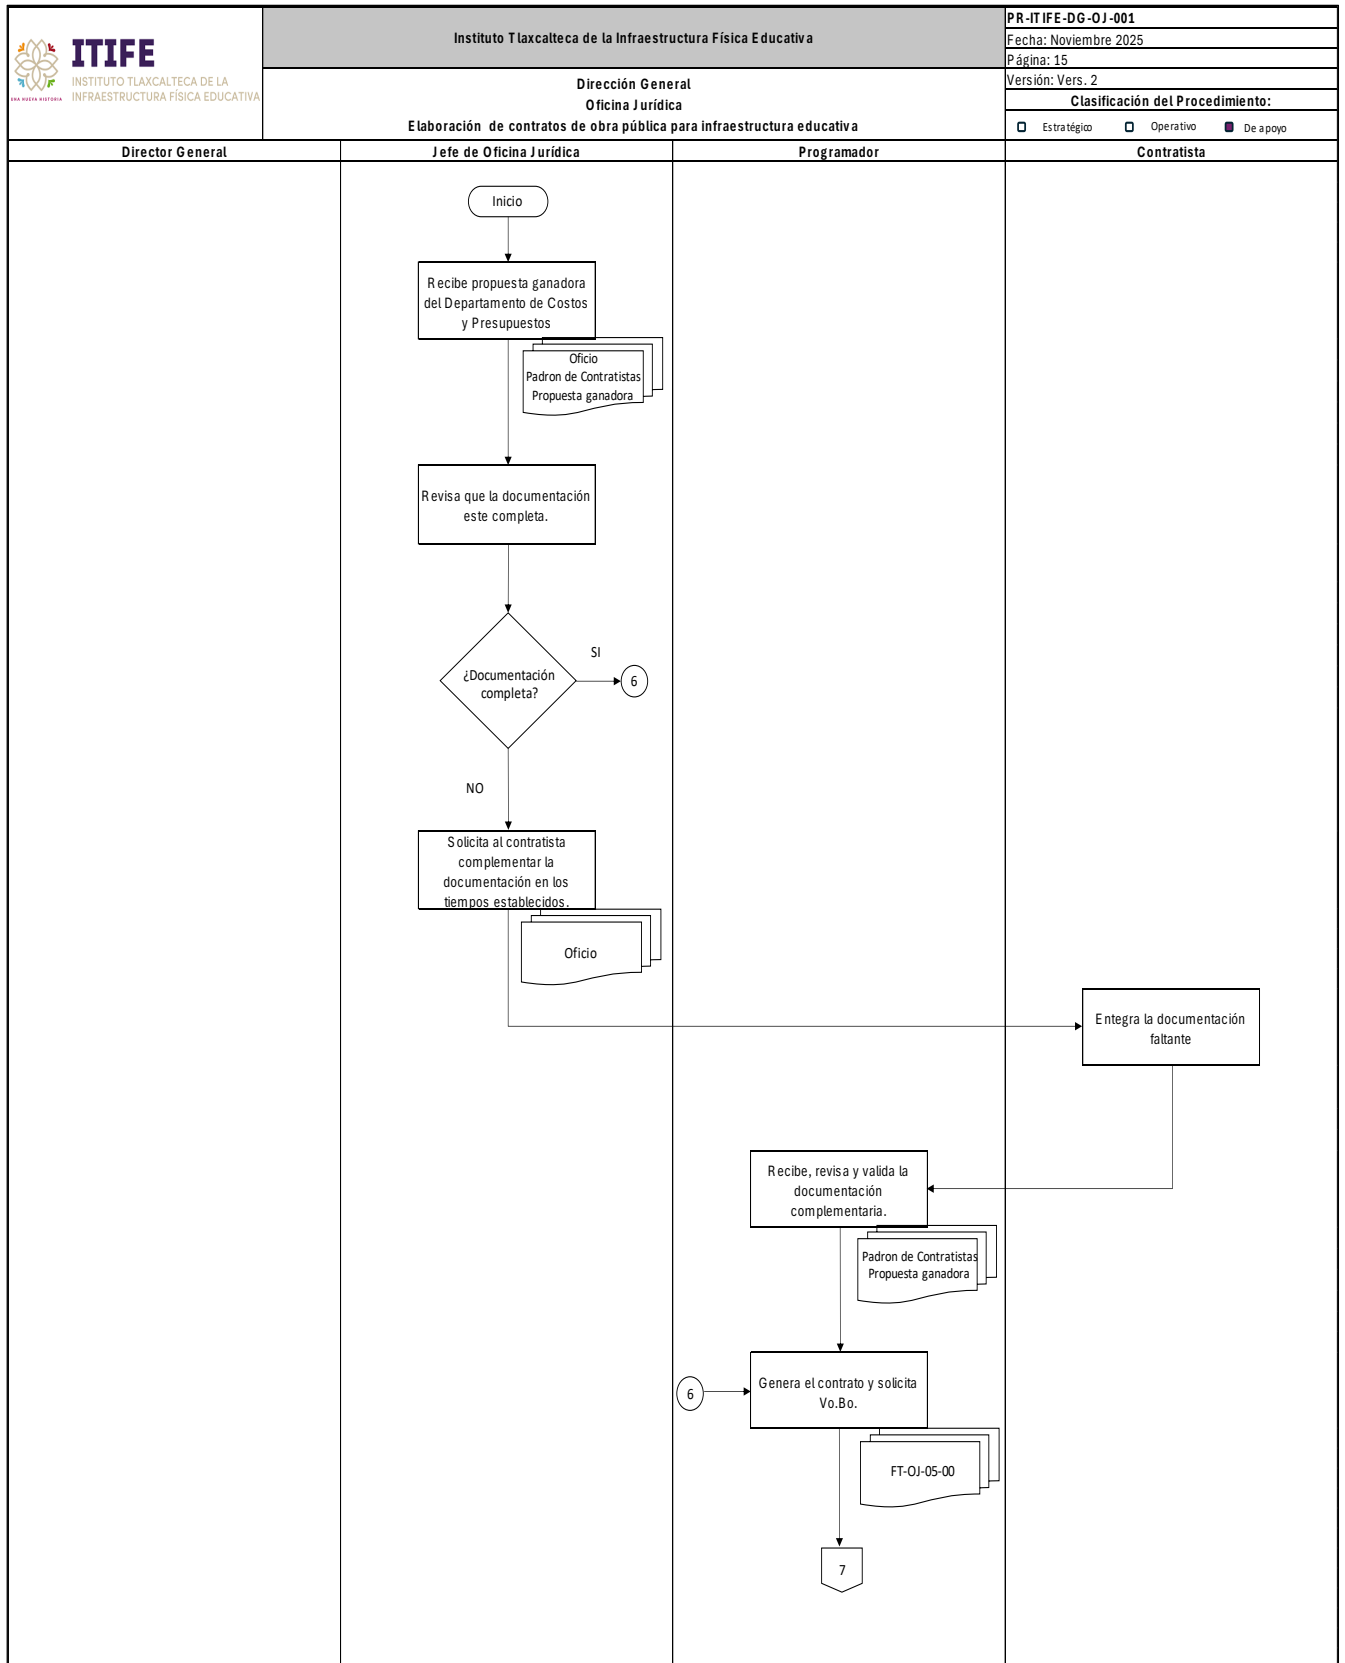 ITIFE
INSTITUTO TLAXCALTECA DE LA
INFRAESTRUCTURA FÍSICA EDUCATIVA
UNA NUEVA HISTORIA
Instituto Tlaxcalteca de la Infraestructura Física Educativa
Dirección General
Oficina Jurídica
Elaboración de contratos de obra pública para infraestructura educativa
PR-ITIFE-DG-OJ-001
Fecha: Noviembre 2025
Página: 15
Versión: Vers. 2
Clasificación del Procedimiento:
Estratégico Operativo De apoyo
Director General Jefe de Oficina Jurídica Programador Contratista
Inicio
Recibe propuesta ganadora
del Departamento de Costos
y Presupuestos
Oficio
Padron de Contratistas
Propuesta ganadora
Revisa que la documentación
este completa.
¿Documentación
completa?
SI
6
NO
Solicita al contratista
complementar la
documentación en los
tiempos establecidos.
Oficio
Entegra la documentación
faltante
Recibe, revisa y valida la
documentación
complementaria.
Padron de Contratistas
Propuesta ganadora
6
Genera el contrato y solicita
Vo.Bo.
FT-OJ-05-00
7